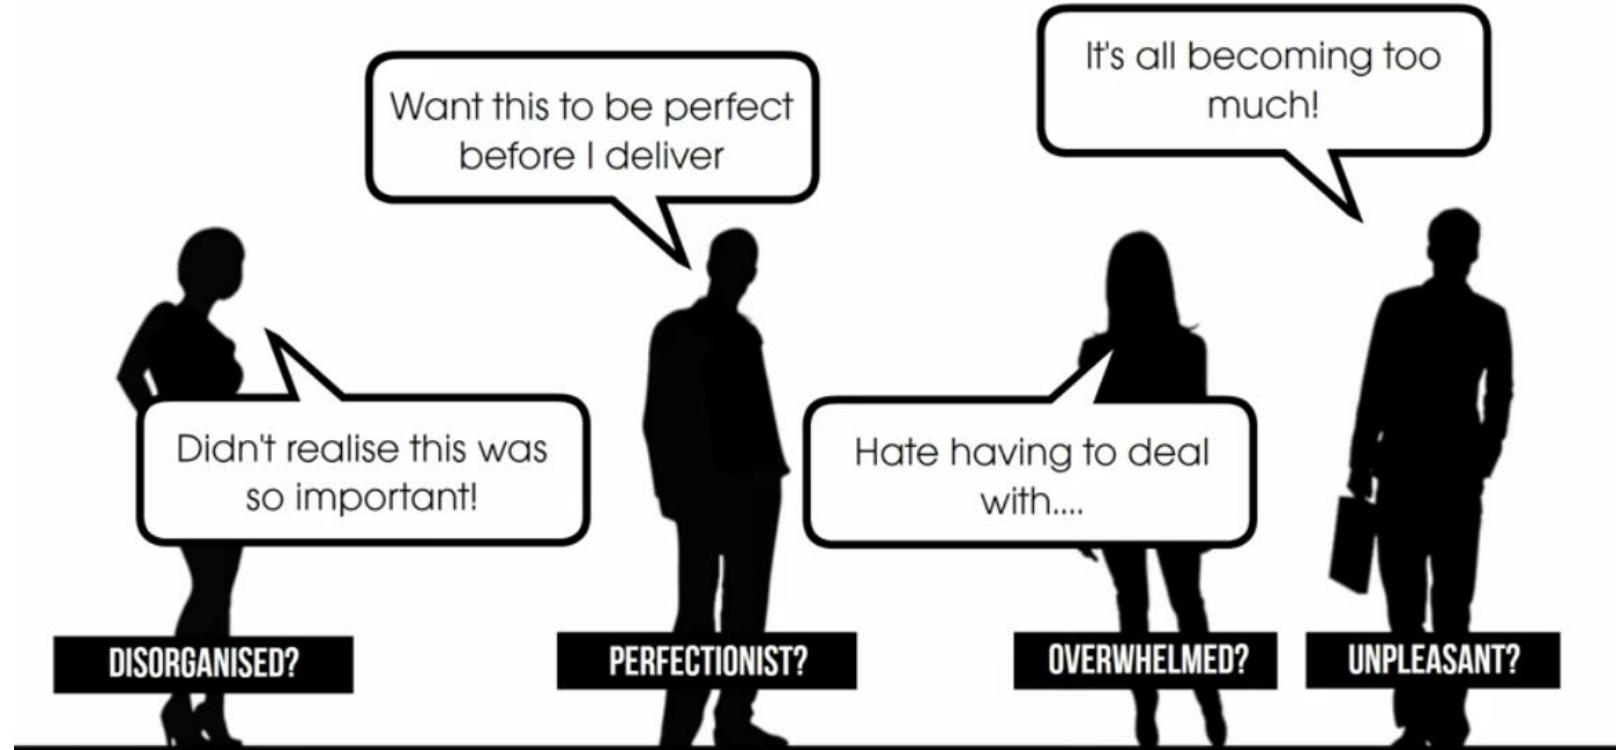 It's all becoming too
much!
Want this to be perfect
before I deliver
Didn't realise this was
so important!
Hate having to deal
with....
DISORGANISED?
PERFECTIONIST?
OVERWHELMED?
UNPLEASANT?